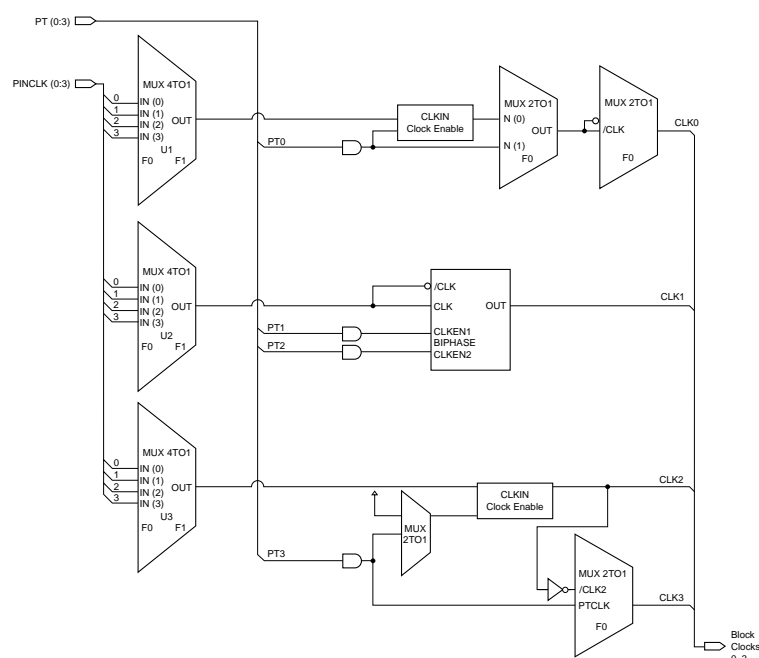 PT (0:3)
PINCLK (0:3)
MUX 4TO1
0 IN (0)
1 IN (1)
2 IN (2)
3 IN (3)
OUT
U1
F0 F1
PT0
CLKIN
Clock Enable
MUX 2TO1
N (0)
OUT
N (1)
F0
MUX 2TO1
/CLK
F0
CLK0
MUX 4TO1
0 IN (0)
1 IN (1)
2 IN (2)
3 IN (3)
OUT
U2
F0 F1
PT1
PT2
/CLK
CLK OUT
CLKEN1
BIPHASE
CLKEN2
CLK1
MUX 4TO1
0 IN (0)
1 IN (1)
2 IN (2)
3 IN (3)
OUT
U3
F0 F1
PT3
MUX
2TO1
CLKIN
Clock Enable
CLK2
MUX 2TO1
/CLK2
PTCLK
F0
CLK3
Block
Clocks